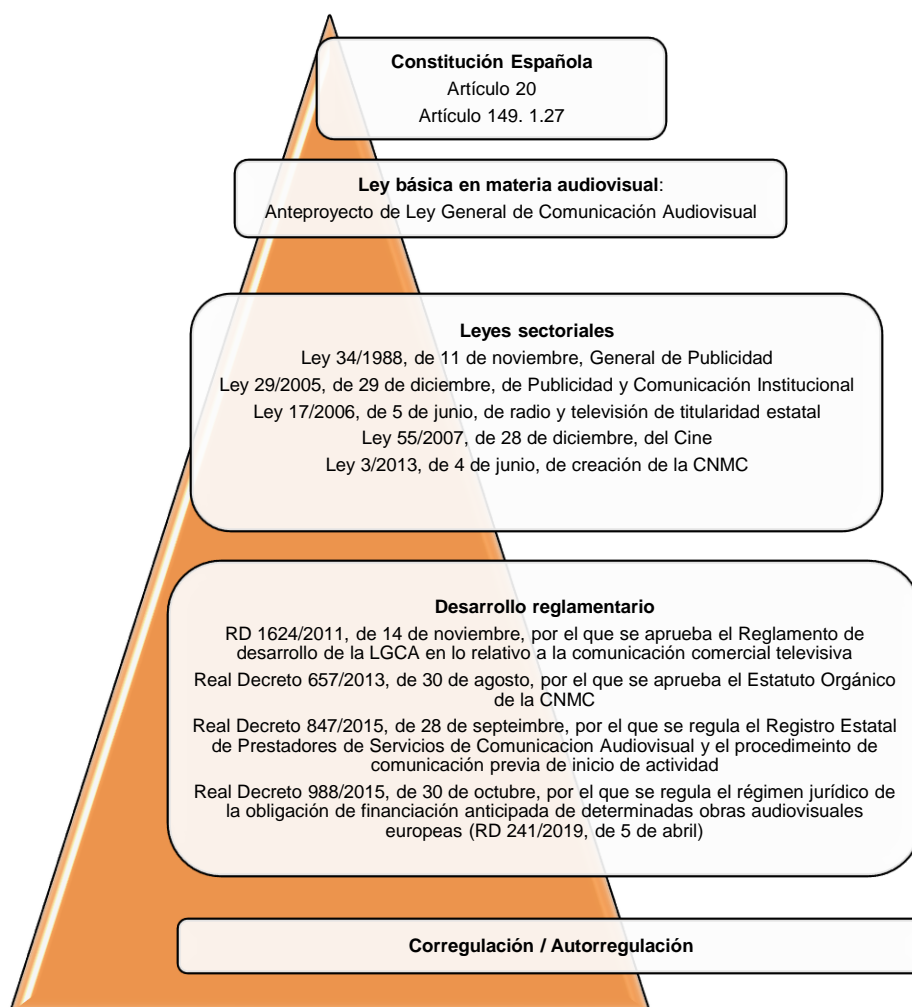 Constitución Española
Artículo 20
Artículo 149. 1.27
Ley básica en materia audiovisual:
Anteproyecto de Ley General de Comunicación Audiovisual
Leyes sectoriales
Ley 34/1988, de 11 de noviembre, General de Publicidad
Ley 29/2005, de 29 de diciembre, de Publicidad y Comunicación Institucional
Ley 17/2006, de 5 de junio, de radio y televisión de titularidad estatal
Ley 55/2007, de 28 de diciembre, del Cine
Ley 3/2013, de 4 de junio, de creación de la CNMC
Desarrollo reglamentario
RD 1624/2011, de 14 de noviembre, por el que se aprueba el Reglamento de
desarrollo de la LGCA en lo relativo a la comunicación comercial televisiva
Real Decreto 657/2013, de 30 de agosto, por el que se aprueba el Estatuto Orgánico
de la CNMC
Real Decreto 847/2015, de 28 de septeimbre, por el que se regula el Registro Estatal
de Prestadores de Servicios de Comunicacion Audiovisual y el procedimeinto de
comunicación previa de inicio de actividad
Real Decreto 988/2015, de 30 de octubre, por el que se regula el régimen jurídico de
la obligación de financiación anticipada de determinadas obras audiovisuales
europeas (RD 241/2019, de 5 de abril)
Corregulación / Autorregulación